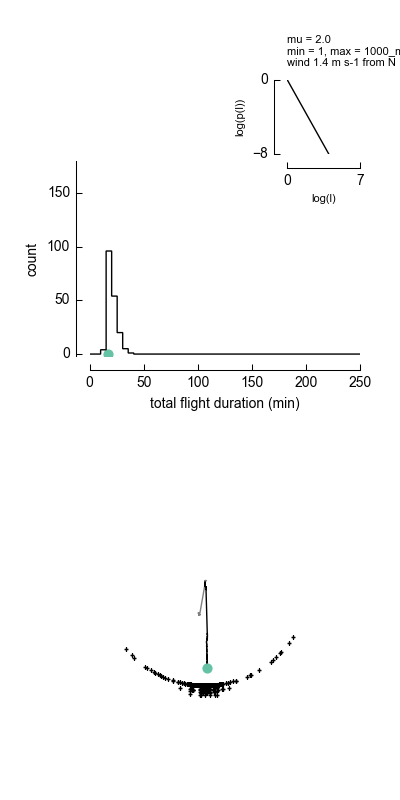 mu = 2.0
min = 1, max = 1000_m
wind 1.4 m s-1 from N
0
log(p(l))
−8
0 7
log(l)
150
100
count
50
0
0 50 100 150 200 250
total flight duration (min)